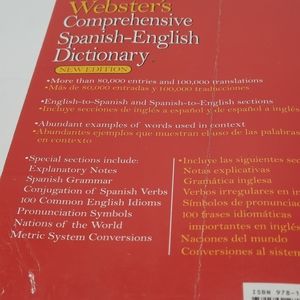 Webster's
Comprehensive
Spanish-English
Dictionary
NEW EDITION
•More than 80,000 entries and 100,000 translations
•Más de 80,000 entradas y 100,000 traducciones
•English-to-Spanish and Spanish-to-English sections
•Incluye secciones de inglés a español y de español a inglés
•Abundant examples of words used in context
•Abundantes ejemplos que muestran el uso de las palabras
en contexto
•Special sections include:
Explanatory Notes
Spanish Grammar
Conjugation of Spanish Verbs
100 Common English Idioms
Pronunciation Symbols
Nations of the World
Metric System Conversions
•Incluye las siguientes sec
Notas explicativas
Gramática inglesa
Verbos irregulares en in
Símbolos de pronuncia
100 frases idiomáticas
importantes en inglés
Naciones del mundo
Conversiones al sistem
ISBN 978-1